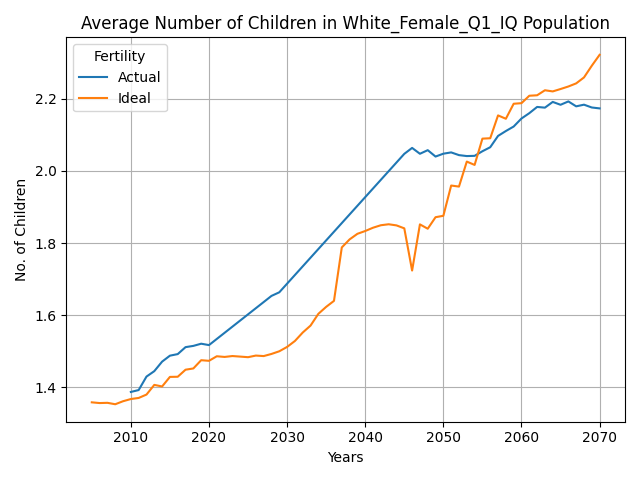 Average Number of Children in White_Female_Q1_IQ Population
Fertility
Actual
Ideal
2.2
2.0
1.8
1.6
1.4
No. of Children
2010 2020 2030 2040 2050 2060 2070
Years